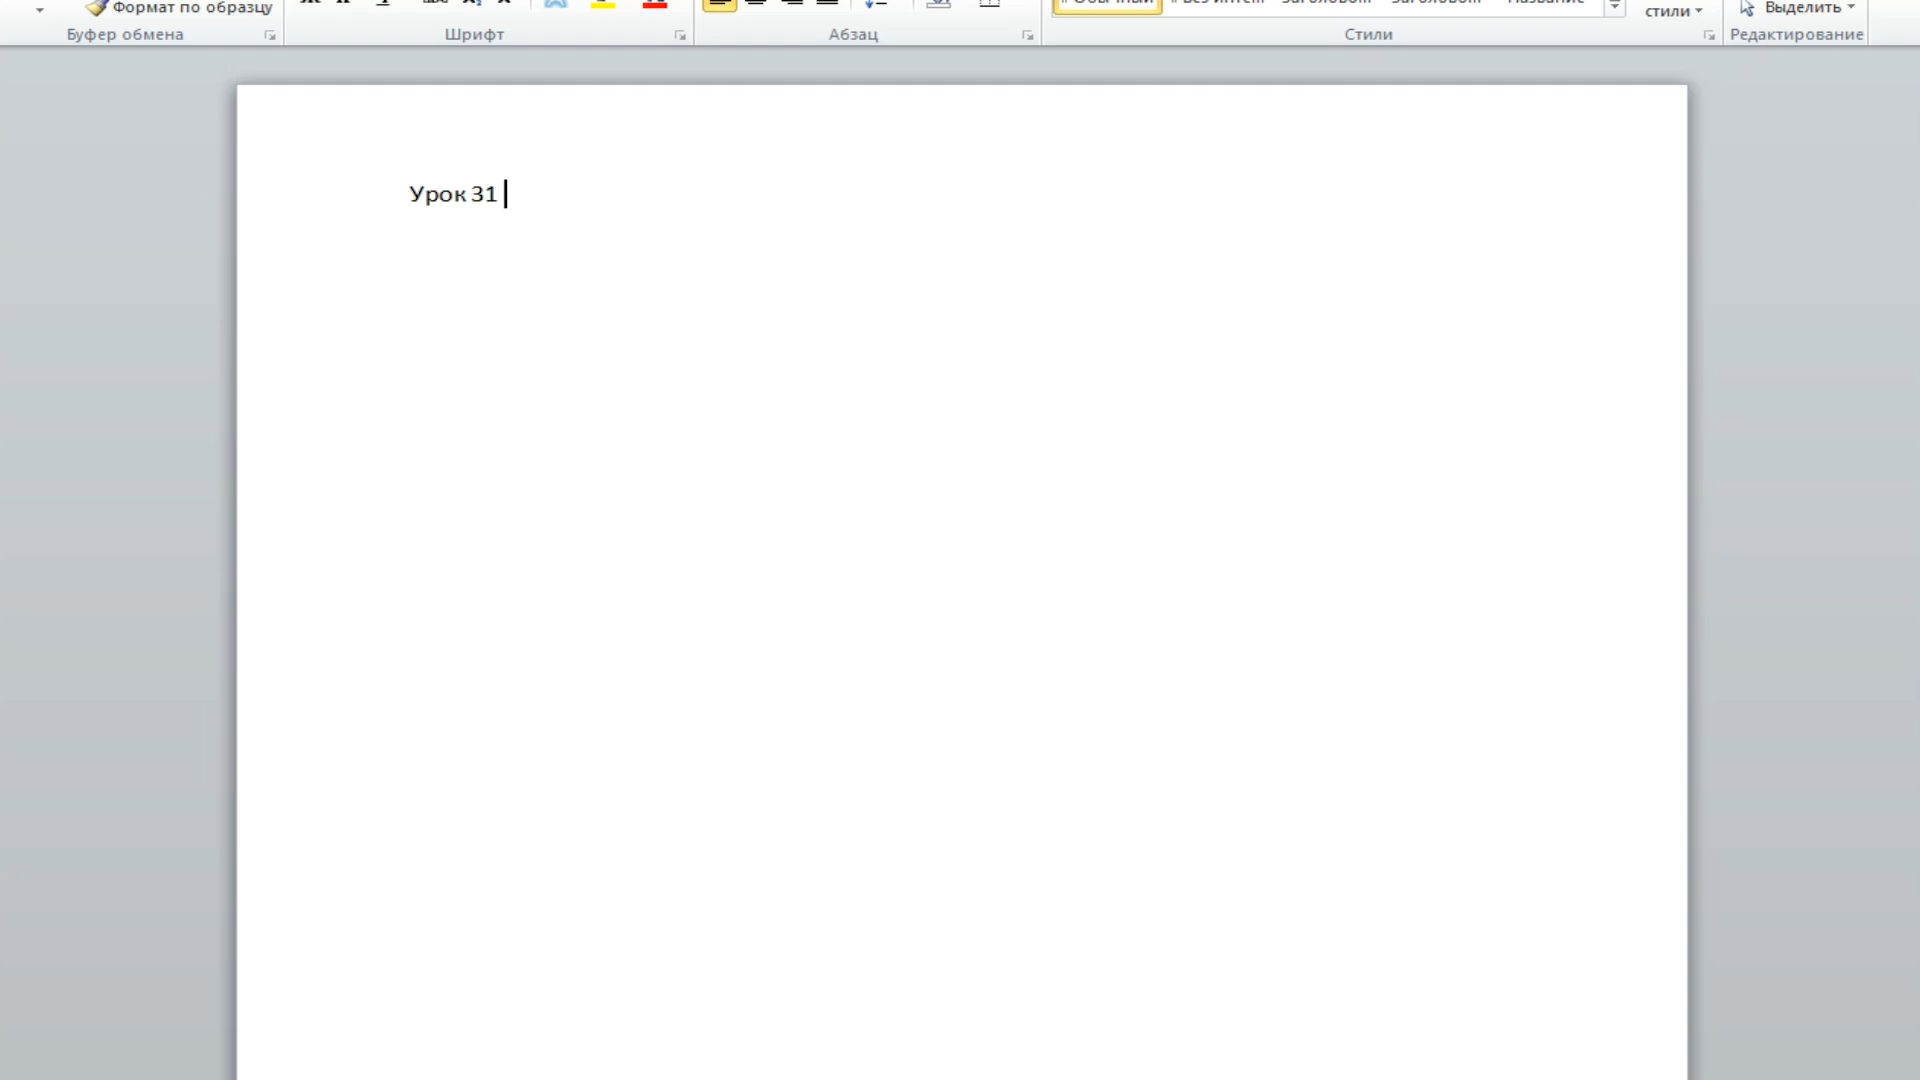 Формат по образцу
стили
Выделить
Буфер обмена
Шрифт
Абзац
Стили
Редактирование
Урок 31